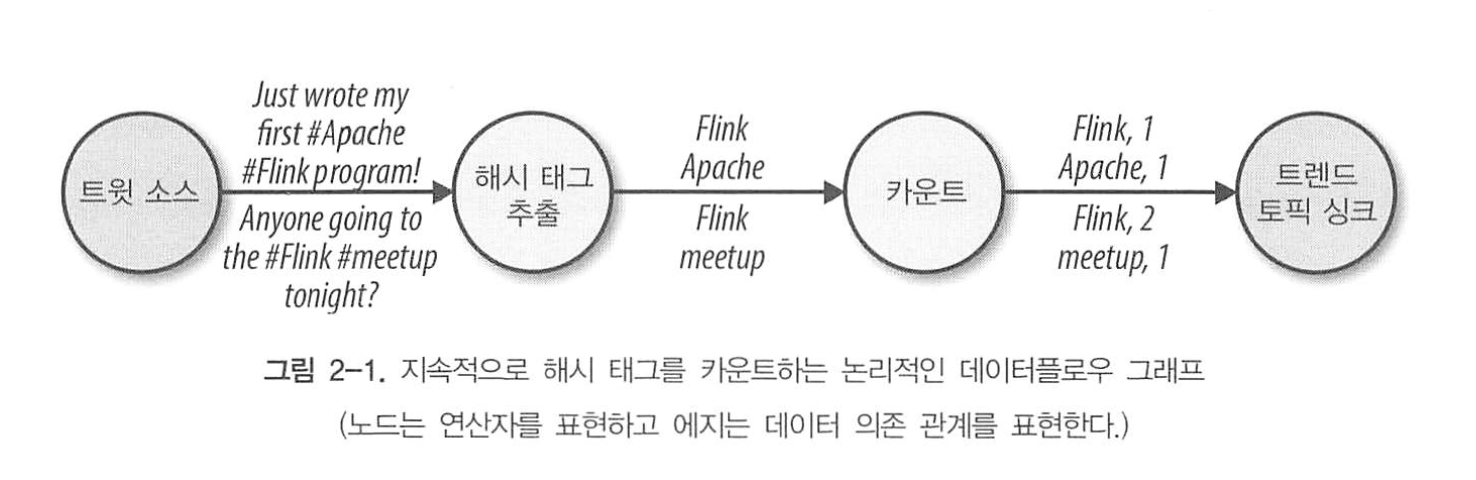 트윗 소스
Just wrote my
first #Apache
#Flink program!
Anyone going to
the #Flink #meetup
tonight?
해시 태그
추출
Flink
Apache
Flink
meetup
카운트
Flink, 1
Apache, 1
Flink, 2
meetup, 1
트렌드
토픽 싱크
그림 2-1. 지속적으로 해시 태그를 카운트하는 논리적인 데이터플로우 그래프
(노드는 연산자를 표현하고 에지는 데이터 의존 관계를 표현한다.)